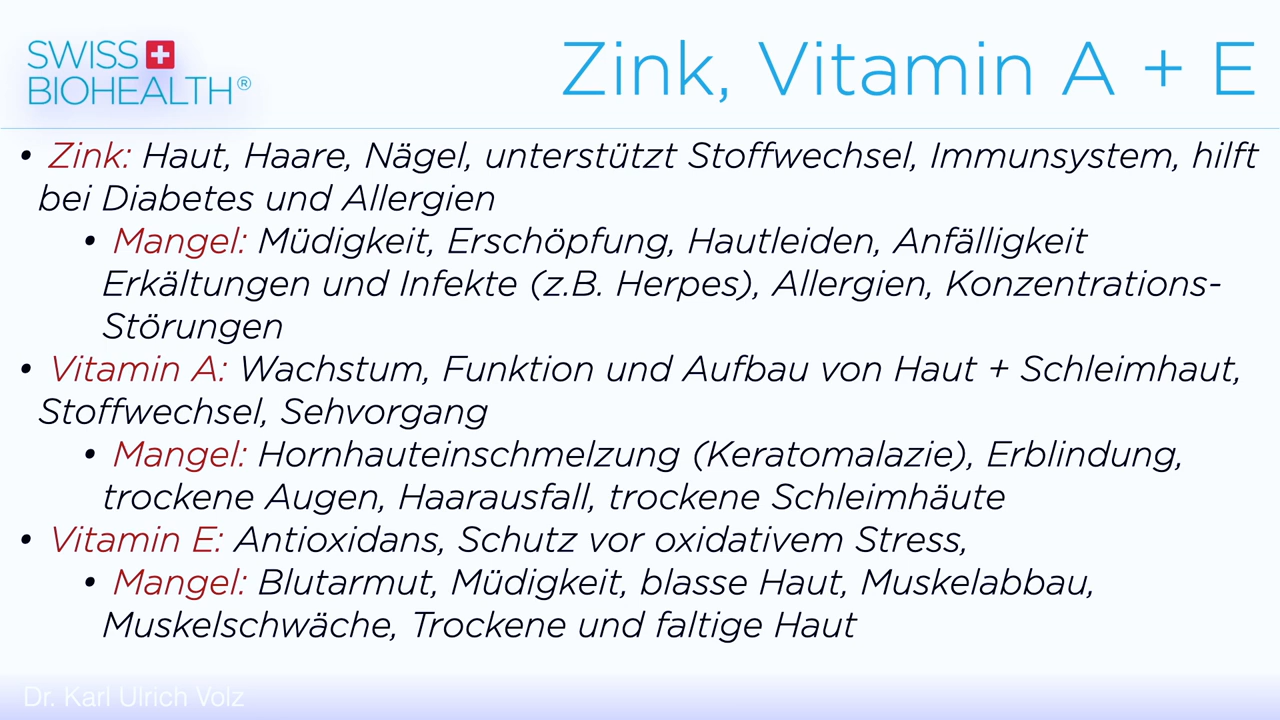 SWISS
BIOHEALTH®
Zink, Vitamin A + E
• Zink: Haut, Haare, Nägel, unterstützt Stoffwechsel, Immunsystem, hilft
bei Diabetes und Allergien
• Mangel: Müdigkeit, Erschöpfung, Hautleiden, Anfälligkeit
Erkältungen und Infekte (z.B. Herpes), Allergien, Konzentrations-
Störungen
• Vitamin A: Wachstum, Funktion und Aufbau von Haut + Schleimhaut,
Stoffwechsel, Sehvorgang
• Mangel: Hornhauteinschmelzung (Keratomalazie), Erblindung,
trockene Augen, Haarausfall, trockene Schleimhäute
• Vitamin E: Antioxidans, Schutz vor oxidativem Stress,
• Mangel: Blutarmut, Müdigkeit, blasse Haut, Muskelabbau,
Muskelschwäche, Trockene und faltige Haut
Dr. Karl Ulrich Volz